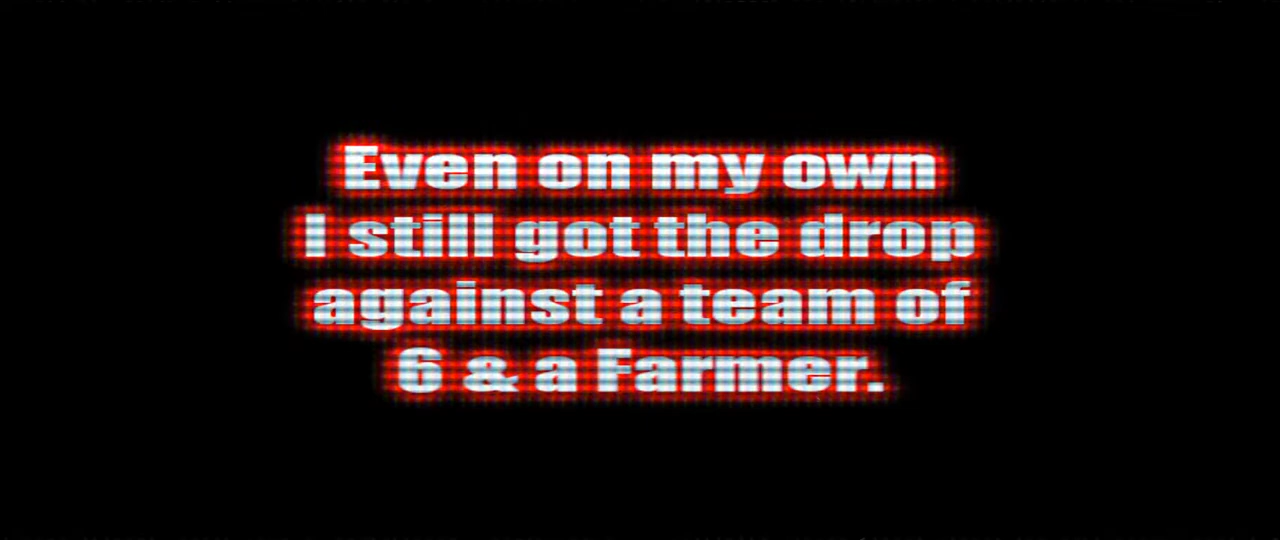 Even on my own
I still got the drop
against a team of
6 & a Farmer.